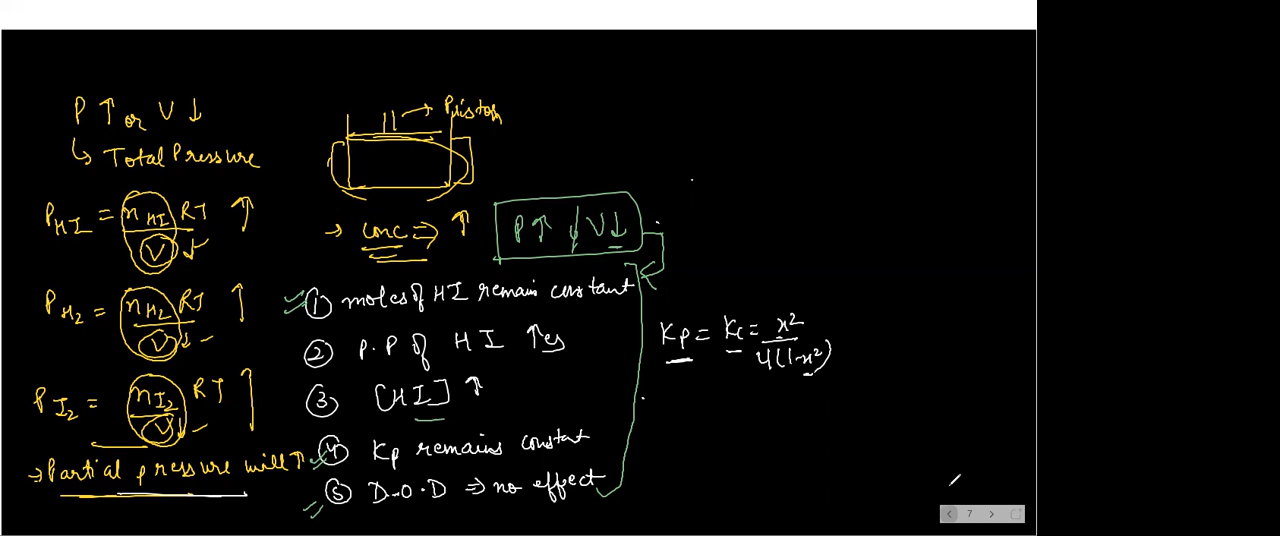 P ↑ or V ↓
↳ Total Pressure
P_HI = n_HI RT / V ↓ ↑
P_H2 = n_H2 RT / V ↓ ↑
P_I2 = n_I2 RT / V ↓ ↑
→ Partial pressure will ↑
→ Piston
→ conc ⇒ ↑
P ↑ / V ↓
① moles of HI remain constant
② P.P of HI ↑es
③ [HI] ↑
④ Kp remains constant
⑤ D.O.D ⇒ no effect
Kp = Kc = x² / 4(1-x²)
7